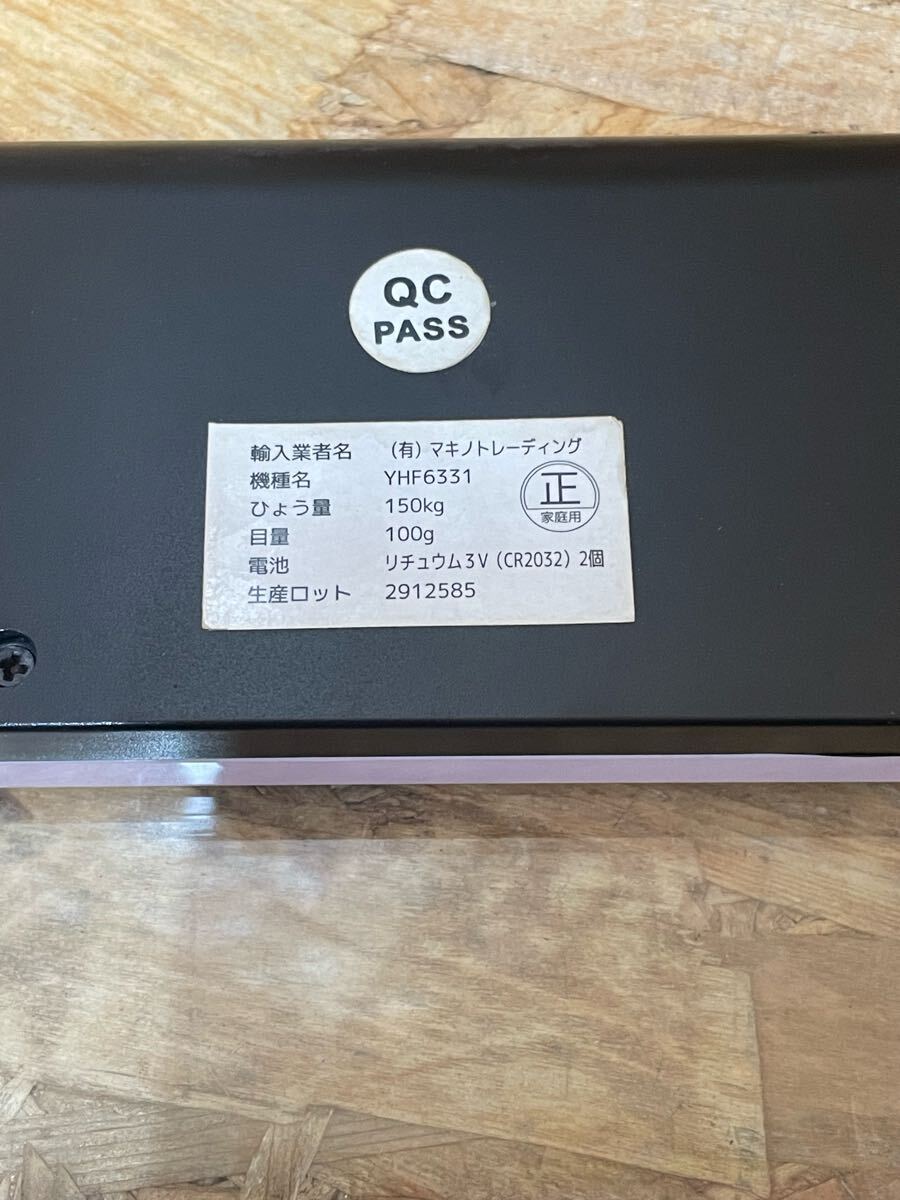 QC
PASS
輸入業者名 (有)マキノトレーディング
機種名 YHF6331
ひょう量 150kg
目量 100g
電池 リチュウム3V(CR2032)2個
生産ロット 2912585
正
家庭用